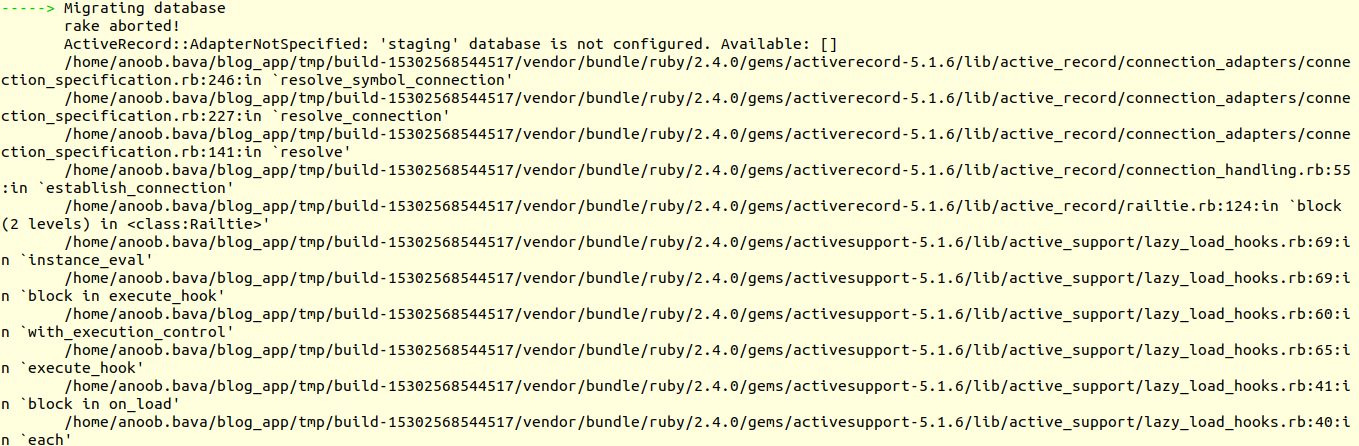 -----> Migrating database
rake aborted!
ActiveRecord::AdapterNotSpecified: 'staging' database is not configured. Available: []
/home/anoob.bava/blog_app/tmp/build-15302568544517/vendor/bundle/ruby/2.4.0/gems/activerecord-5.1.6/lib/active_record/connection_adapters/conne
ction_specification.rb:246:in `resolve_symbol_connection'
/home/anoob.bava/blog_app/tmp/build-15302568544517/vendor/bundle/ruby/2.4.0/gems/activerecord-5.1.6/lib/active_record/connection_adapters/conne
ction_specification.rb:227:in `resolve_connection'
/home/anoob.bava/blog_app/tmp/build-15302568544517/vendor/bundle/ruby/2.4.0/gems/activerecord-5.1.6/lib/active_record/connection_adapters/conne
ction_specification.rb:141:in `resolve'
/home/anoob.bava/blog_app/tmp/build-15302568544517/vendor/bundle/ruby/2.4.0/gems/activerecord-5.1.6/lib/active_record/connection_handling.rb:55
:in `establish_connection'
/home/anoob.bava/blog_app/tmp/build-15302568544517/vendor/bundle/ruby/2.4.0/gems/activerecord-5.1.6/lib/active_record/railtie.rb:124:in `block
(2 levels) in <class:Railtie>'
/home/anoob.bava/blog_app/tmp/build-15302568544517/vendor/bundle/ruby/2.4.0/gems/activesupport-5.1.6/lib/active_support/lazy_load_hooks.rb:69:i
n `instance_eval'
/home/anoob.bava/blog_app/tmp/build-15302568544517/vendor/bundle/ruby/2.4.0/gems/activesupport-5.1.6/lib/active_support/lazy_load_hooks.rb:69:i
n `block in execute_hook'
/home/anoob.bava/blog_app/tmp/build-15302568544517/vendor/bundle/ruby/2.4.0/gems/activesupport-5.1.6/lib/active_support/lazy_load_hooks.rb:60:i
n `with_execution_control'
/home/anoob.bava/blog_app/tmp/build-15302568544517/vendor/bundle/ruby/2.4.0/gems/activesupport-5.1.6/lib/active_support/lazy_load_hooks.rb:65:i
n `execute_hook'
/home/anoob.bava/blog_app/tmp/build-15302568544517/vendor/bundle/ruby/2.4.0/gems/activesupport-5.1.6/lib/active_support/lazy_load_hooks.rb:41:i
n `block in on_load'
/home/anoob.bava/blog_app/tmp/build-15302568544517/vendor/bundle/ruby/2.4.0/gems/activesupport-5.1.6/lib/active_support/lazy_load_hooks.rb:40:i
n `each'